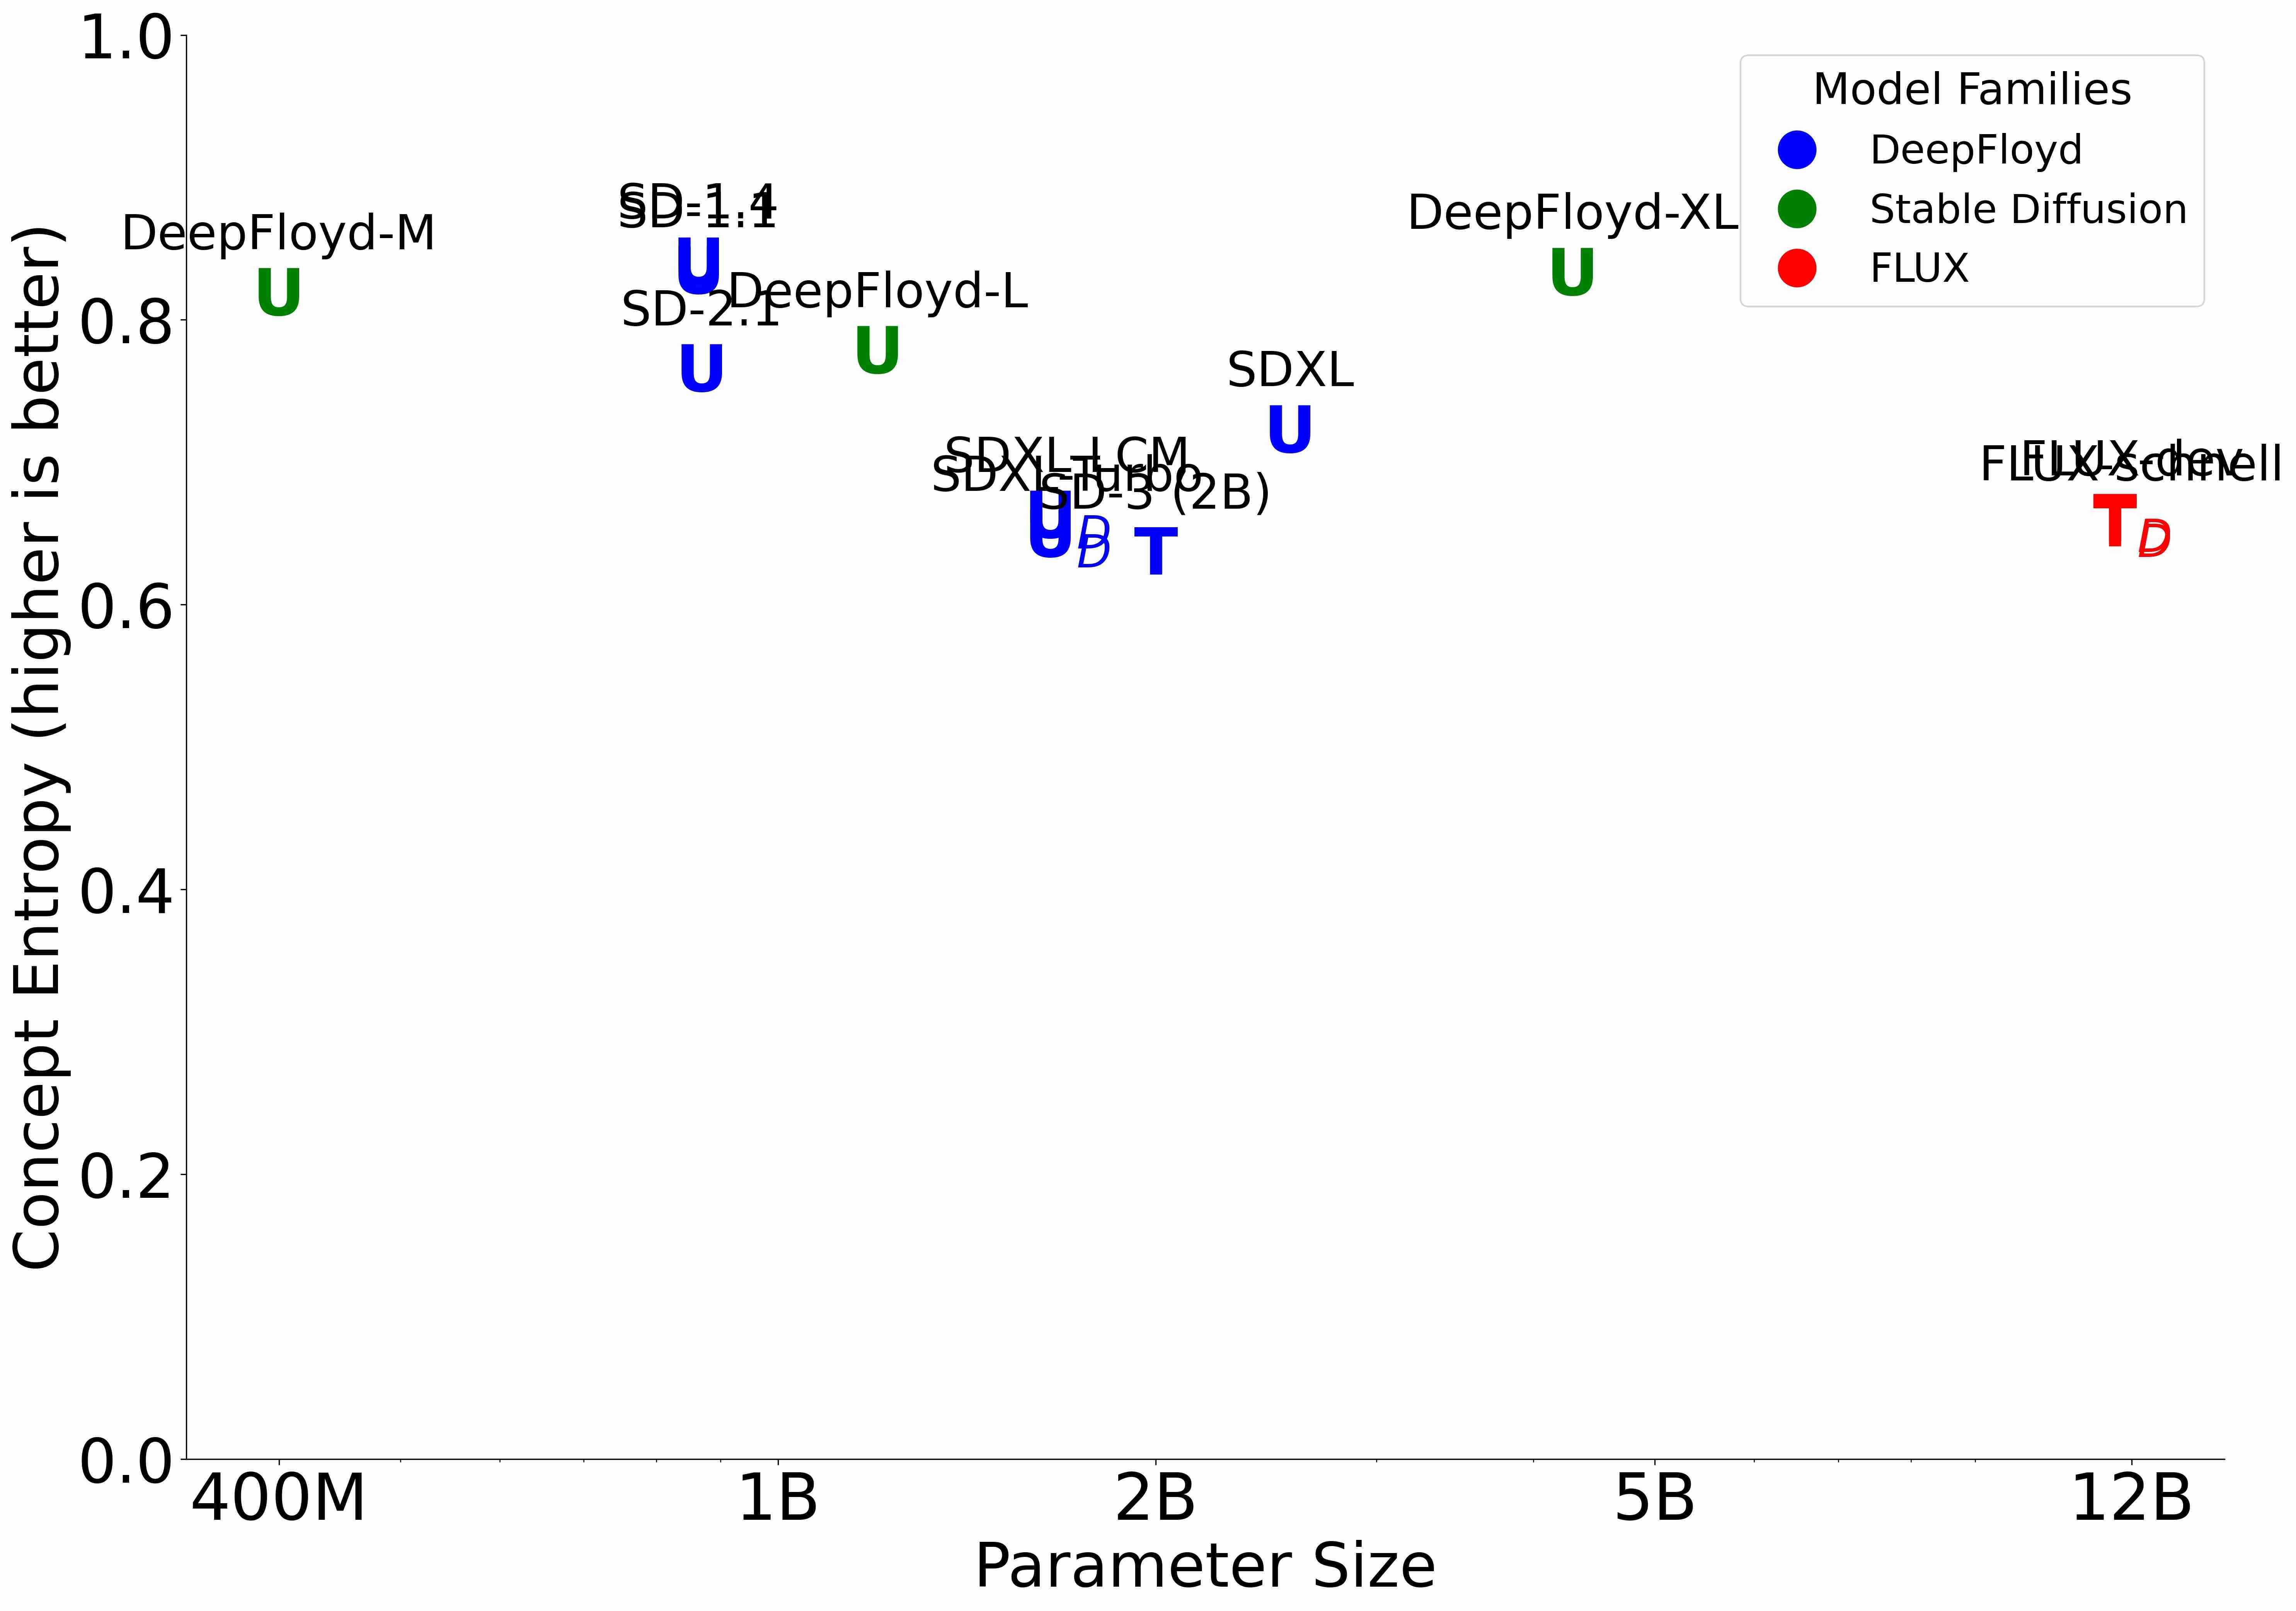 1.0
0.8
0.6
0.4
0.2
0.0
Concept Entropy (higher is better)
400M
1B
2B
5B
12B
Parameter Size
Model Families
DeepFloyd
Stable Diffusion
FLUX
DeepFloyd-M
U
SD-1.4
SD-1.1
U
SD-2.1
U
DeepFloyd-L
U
SDXL-LCM
U D
SDXL-Turbo
U D
SD-3 (2B)
T
SDXL
U
DeepFloyd-XL
U
FLUX-dev
FLUX-schnell
T D
D